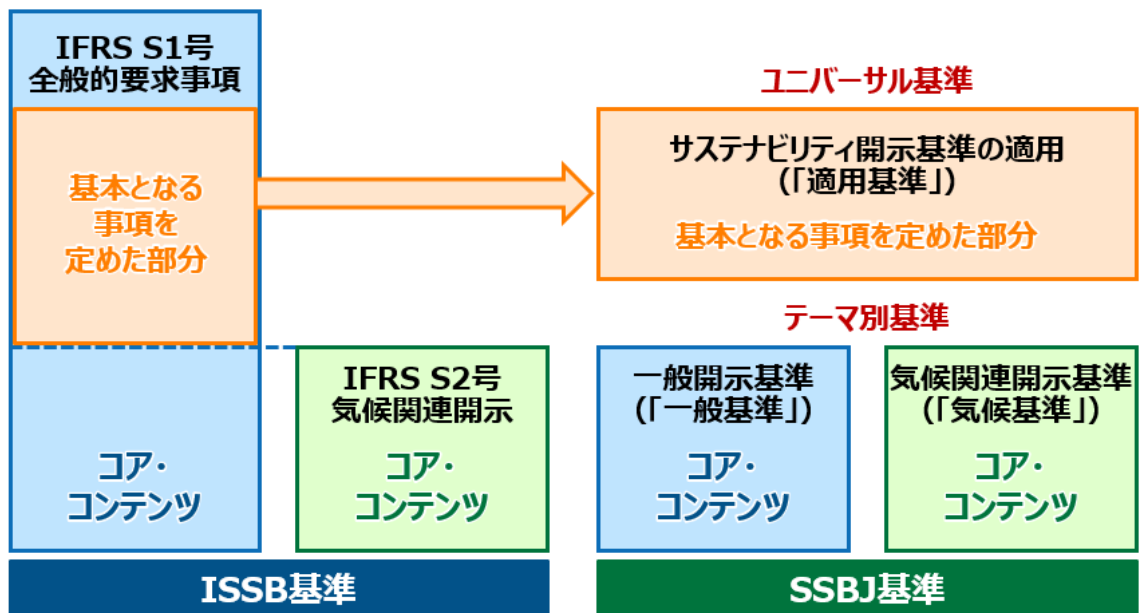 IFRS S1号
全般的要求事項
基本となる
事項を
定めた部分
コア・
コンテンツ
IFRS S2号
気候関連開示
コア・
コンテンツ
ISSB基準
ユニバーサル基準
サステナビリティ開示基準の適用
(「適用基準」)
基本となる事項を定めた部分
テーマ別基準
一般開示基準
(「一般基準」)
コア・
コンテンツ
気候関連開示基準
(「気候基準」)
コア・
コンテンツ
SSBJ基準